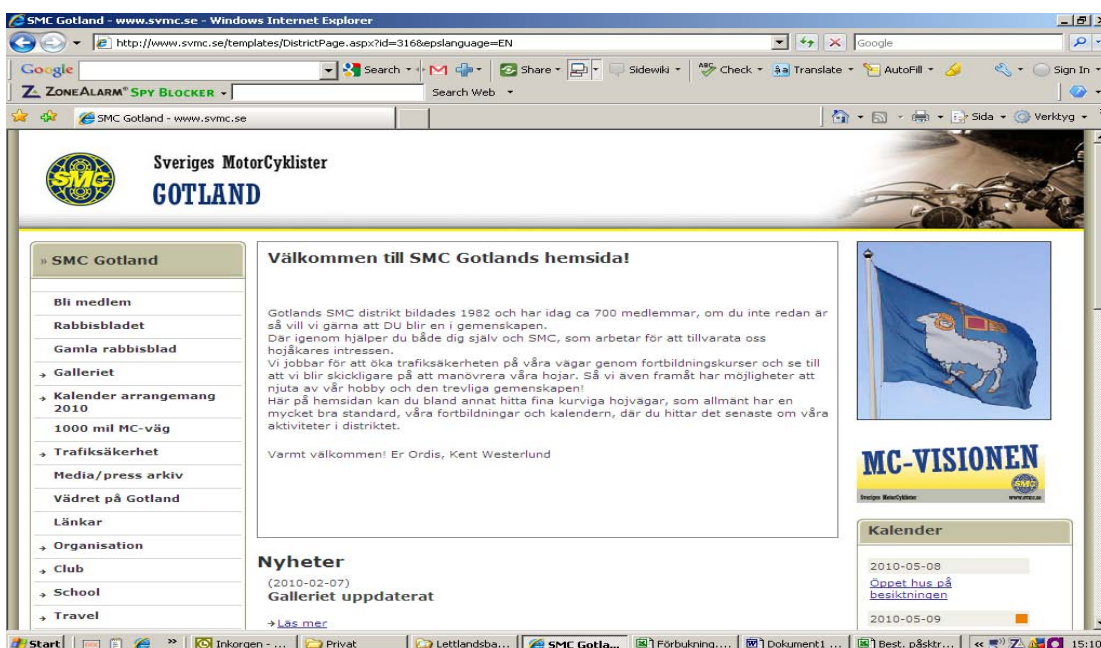 SMC Gotland - www.svmc.se - Windows Internet Explorer
http://www.svmc.se/templates/DistrictPage.aspx?id=316&epslanguage=EN
Google
Google Search Share Sidewiki Check Translate AutoFill Sign In
ZONEALARM® SPY BLOCKER Search Web
SMC Gotland - www.svmc.se
Sida Verktyg
SMC
Sveriges MotorCyklister
GOTLAND
» SMC Gotland
Bli medlem
Rabbisbladet
Gamla rabbisblad
Galleriet
Kalender arrangemang
2010
1000 mil MC-väg
Trafiksäkerhet
Media/press arkiv
Vädret på Gotland
Länkar
Organisation
Club
School
Travel
Välkommen till SMC Gotlands hemsida!
Gotlands SMC distrikt bildades 1982 och har idag ca 700 medlemmar, om du inte redan är
så vill vi gärna att DU blir en i gemenskapen.
Där igenom hjälper du både dig själv och SMC, som arbetar för att tillvarata oss
hojåkares intressen.
Vi jobbar för att öka trafiksäkerheten på våra vägar genom fortbildningskurser och se till
att vi blir skickligare på att manövrera våra hojar. Så vi även framåt har möjligheter att
njuta av vår hobby och den trevliga gemenskapen!
Här på hemsidan kan du bland annat hitta fina kurviga hojvägar, som allmänt har en
mycket bra standard, våra fortbildningar och kalendern, där du hittar det senaste om våra
aktiviteter i distriktet.
Varmt välkommen! Er Ordis, Kent Westerlund
Nyheter
(2010-02-07)
Galleriet uppdaterat
Läs mer
MC-VISIONEN
SMC
Sveriges MotorCyklister www.svmc.se
Kalender
2010-05-08
Öppet hus på
besiktningen
2010-05-09
Start Inkorgen - ... Privat Lettlandsba... SMC Gotla... Förbukning.... Dokument1 ... Best. påsktr... 15:10